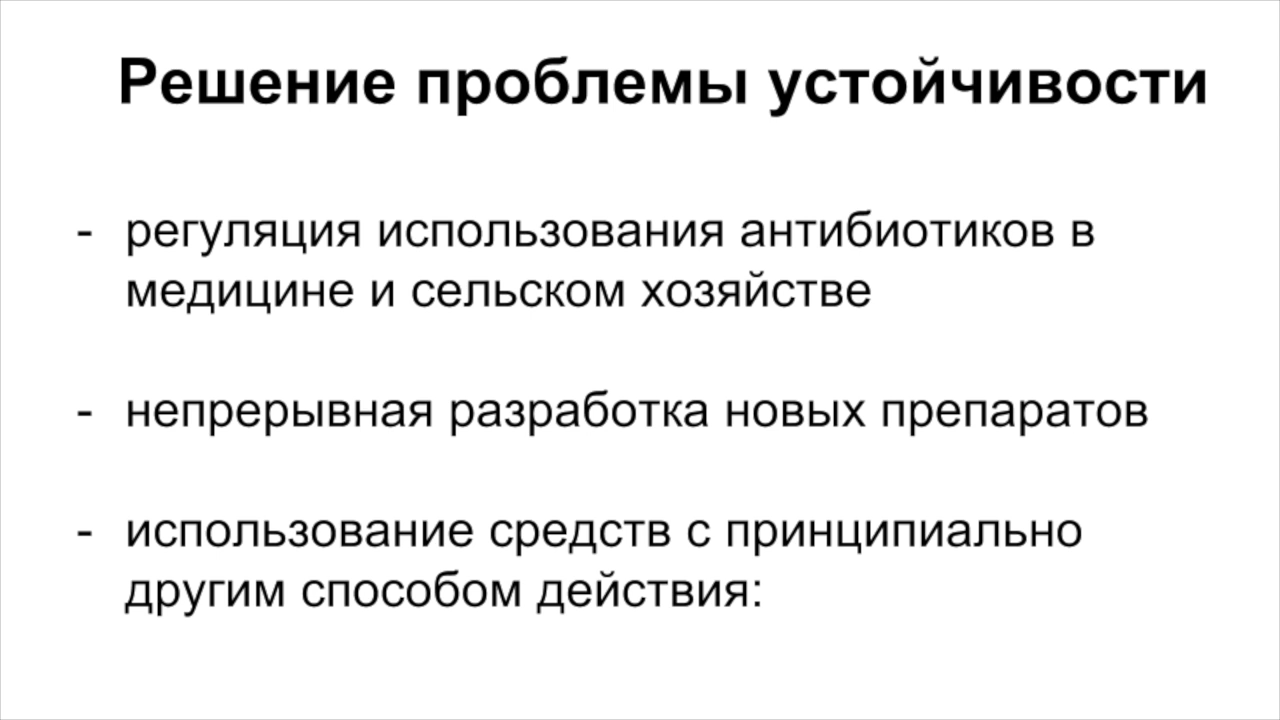 Решение проблемы устойчивости
- регуляция использования антибиотиков в
медицине и сельском хозяйстве
- непрерывная разработка новых препаратов
- использование средств с принципиально
другим способом действия: